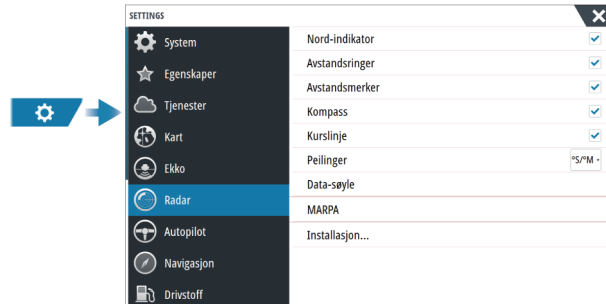 SETTINGS
System
Egenskaper
Tjenester
Kart
Ekko
Radar
Autopilot
Navigasjon
Drivstoff
Nord-indikator
Avstandsringer
Avstandsmerker
Kompass
Kurslinje
Peilinger °S/°M
Data-søyle
MARPA
Installasjon...